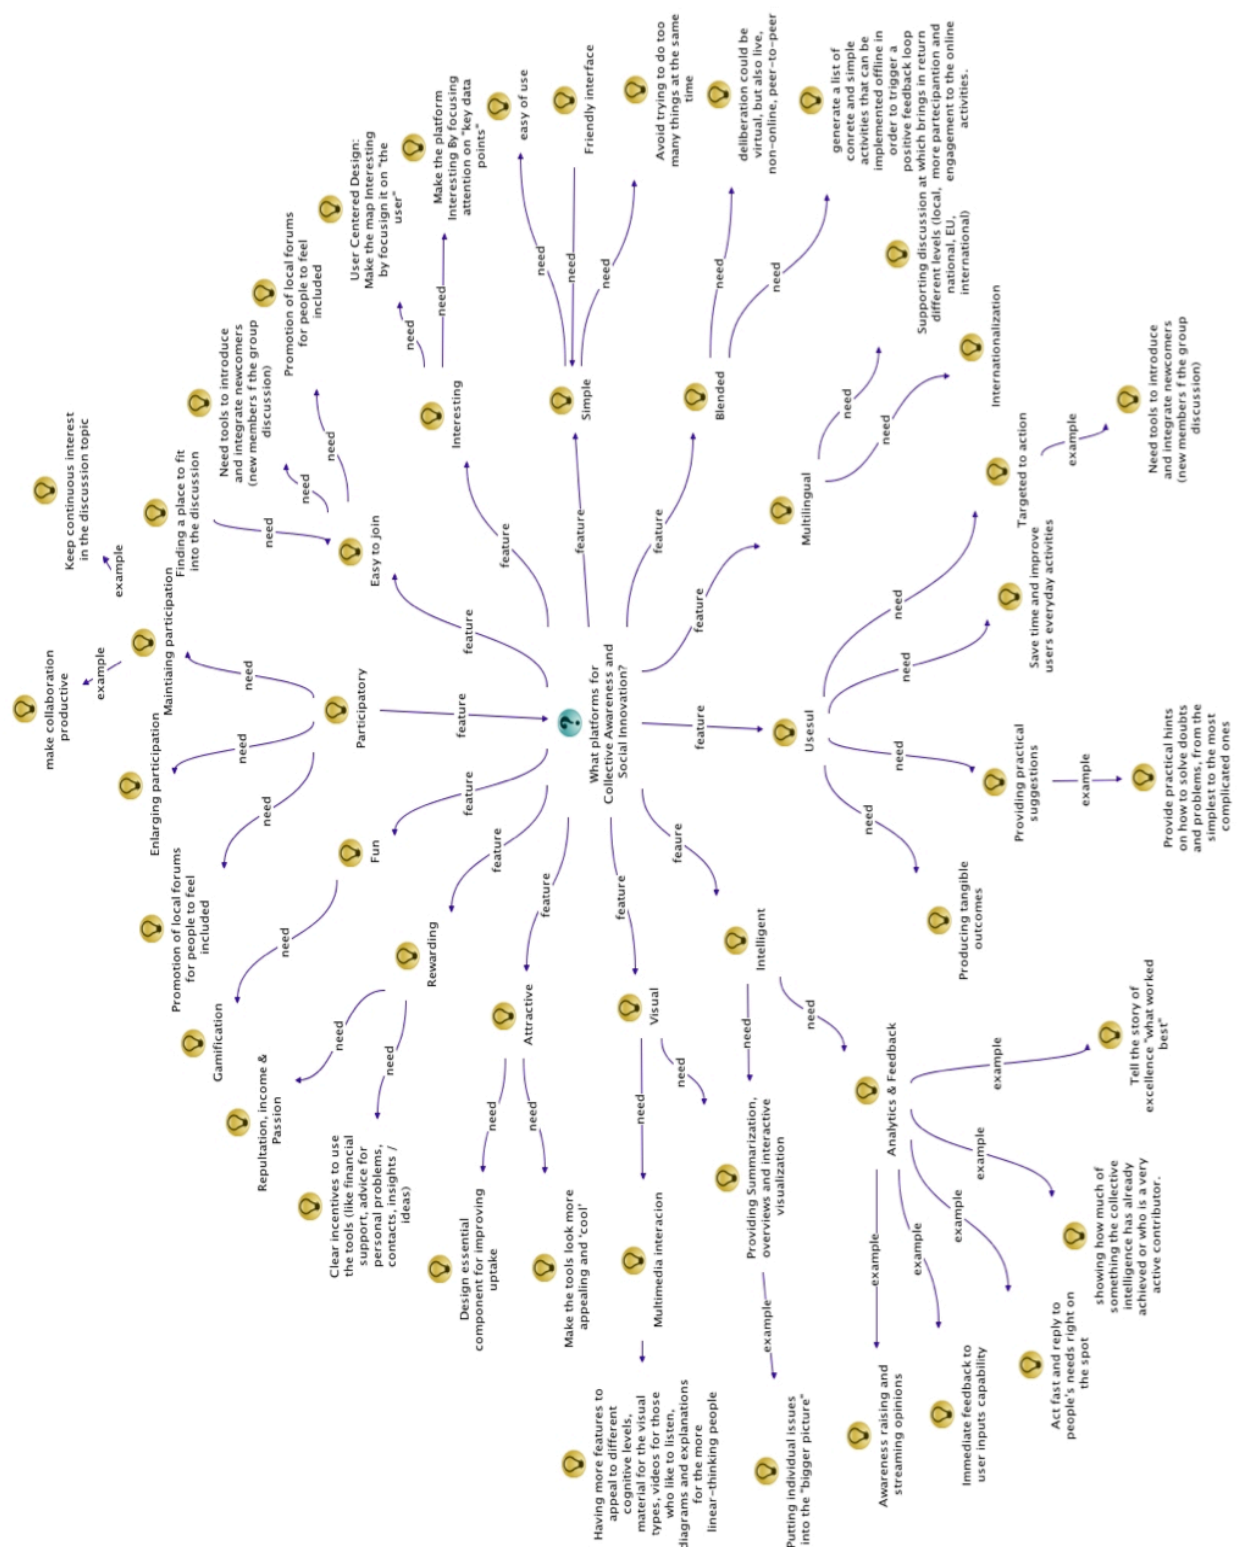 What platforms for
Collective Awareness and
Social Innovation?
feature
Participatory
need
Maintiaing participation
example
make collaboration
productive
example
Keep continuous interest
in the discussion topic
need
Enlarging participation
need
Promotion of local forums
for people to feel
included
feature
Easy to join
need
Finding a place to fit
into the discussion
need
Need tools to introduce
and integrate newcomers
(new members f the group
discussion)
need
Promotion of local forums
for people to feel
included
feature
Interesting
need
User Centered Design:
Make the map Interesting
by focusign it on "the
user"
need
Make the platform
Interesting By focusing
attention on "key data
points"
feature
Simple
need
easy of use
need
Friendly interface
need
Avoid trying to do too
many things at the same
time
feature
Blended
need
deliberation could be
virtual, but also live,
non-online, peer-to-peer
need
generate a list of
conrete and simple
activities that can be
implemented offline in
order to trigger a
positive feedback loop
which brings in return
more partecipantion and
engagement to the online
activities.
feature
Multilingual
need
Supporting discussion at
different levels (local,
national, EU,
international)
need
Internationalization
feature
Usesul
need
Targeted to action
example
Need tools to introduce
and integrate newcomers
(new members f the group
discussion)
need
Save time and improve
users everyday activities
need
Providing practical
suggestions
example
Provide practical hints
on how to solve doubts
and problems, from the
simplest to the most
complicated ones
need
Producing tangible
outcomes
feaure
Intelligent
need
Analytics & Feedback
example
Tell the story of
excellence "what worked
best"
example
showing how much of
something the collective
intelligence has already
achieved or who is a very
active contributor.
example
Act fast and reply to
people's needs right on
the spot
example
Immediate feedback to
user inputs capability
example
Awareness raising and
streaming opinions
need
Providing Summarization,
overviews and interactive
visualization
example
Putting individual issues
into the "bigger picture"
feature
Visual
need
need
Multimedia interacion
Having more features to
appeal to different
cognitive levels,
material for the visual
types, videos for those
who like to listen,
diagrams and explanations
for the more
linear-thinking people
feature
Attractive
need
Make the tools look more
appealing and 'cool'
need
Design essential
component for improving
uptake
feature
Rewarding
need
Clear incentives to use
the tools (like financial
support, advice for
personal problems,
contacts, insights /
ideas)
need
Repultation, income &
Passion
feature
Fun
need
Gamification